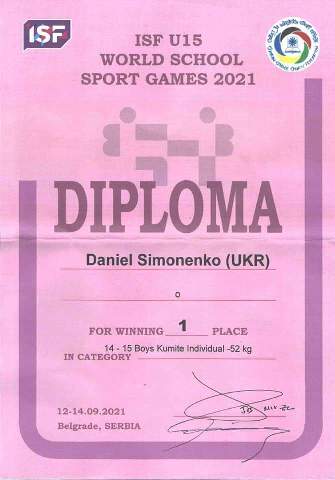 ISF
ISF U15
WORLD SCHOOL
SPORT GAMES 2021
DIPLOMA
Daniel Simonenko (UKR)
o
FOR WINNING 1 PLACE
14 - 15 Boys Kumite Individual -52 kg
IN CATEGORY
12-14.09.2021
Belgrade, SERBIA